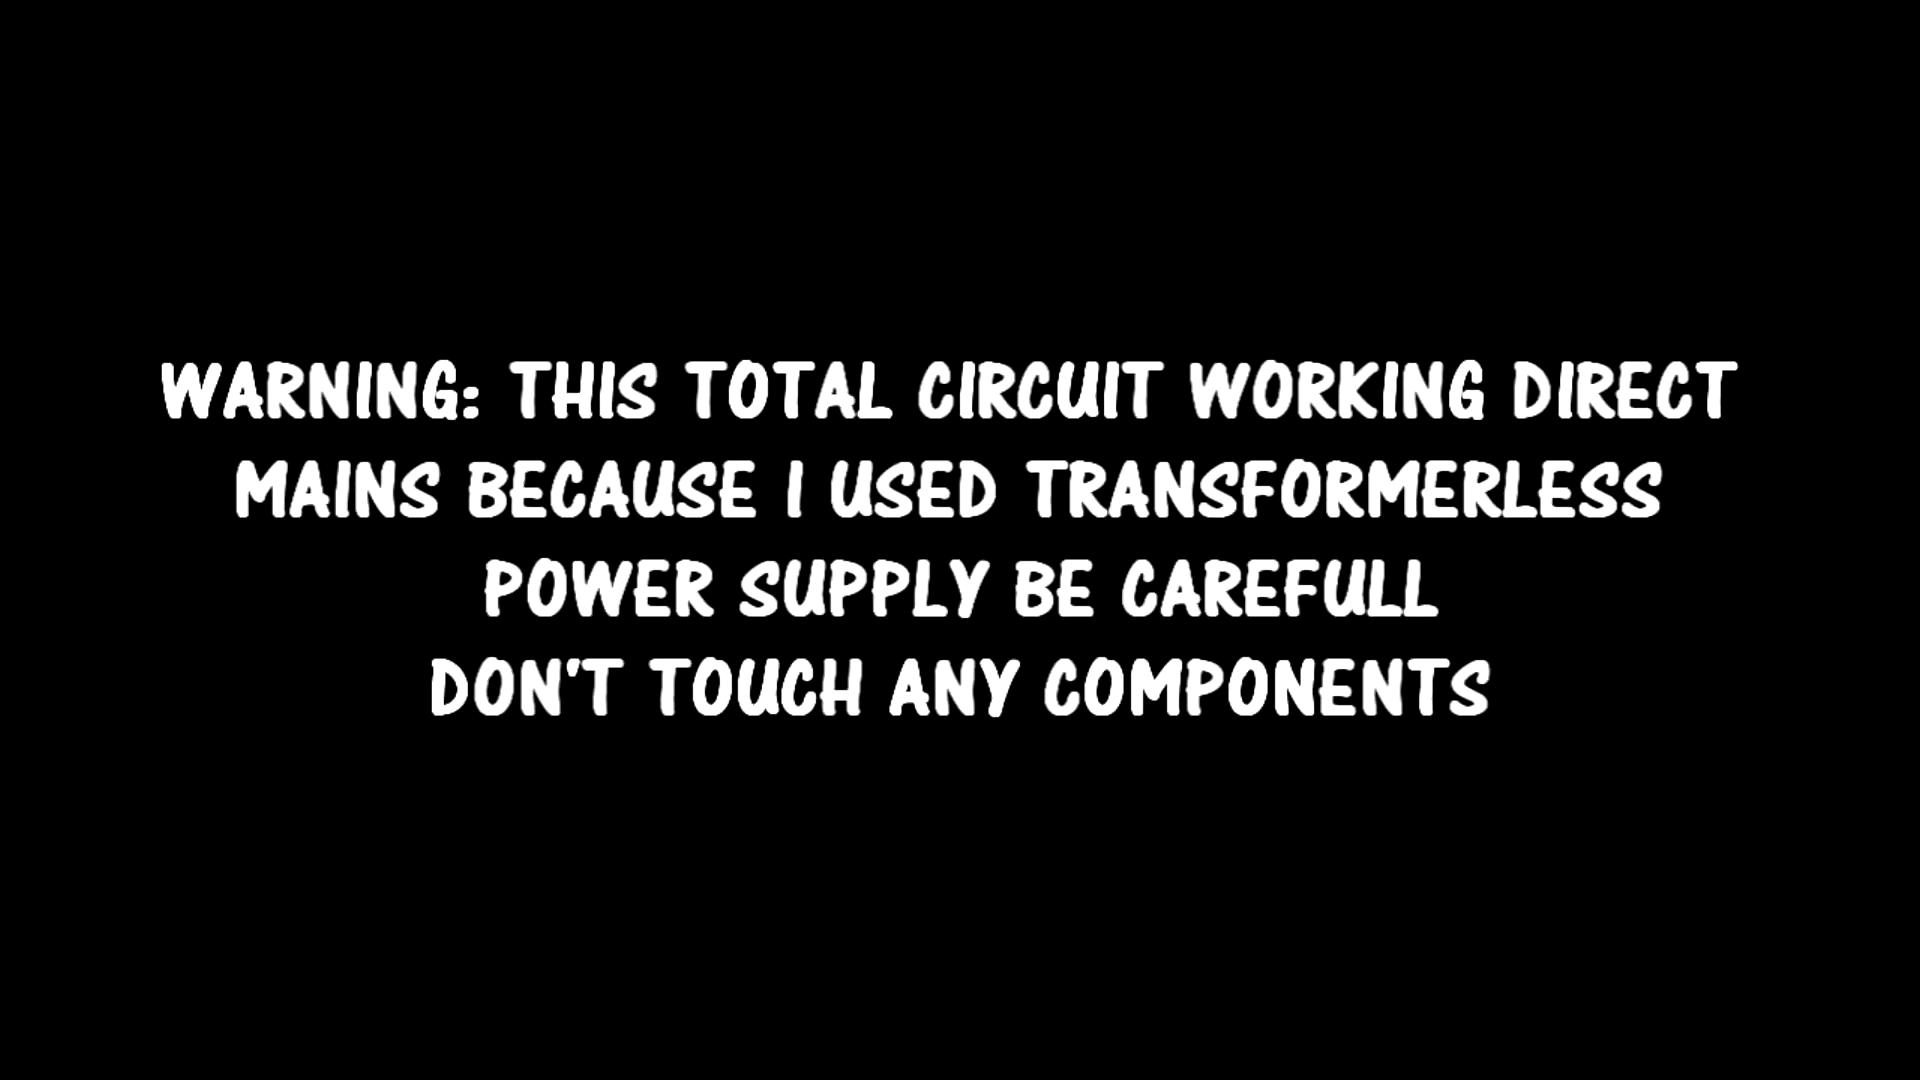 WARNING: THIS TOTAL CIRCUIT WORKING DIRECT
MAINS BECAUSE I USED TRANSFORMERLESS
POWER SUPPLY BE CAREFULL
DON'T TOUCH ANY COMPONENTS